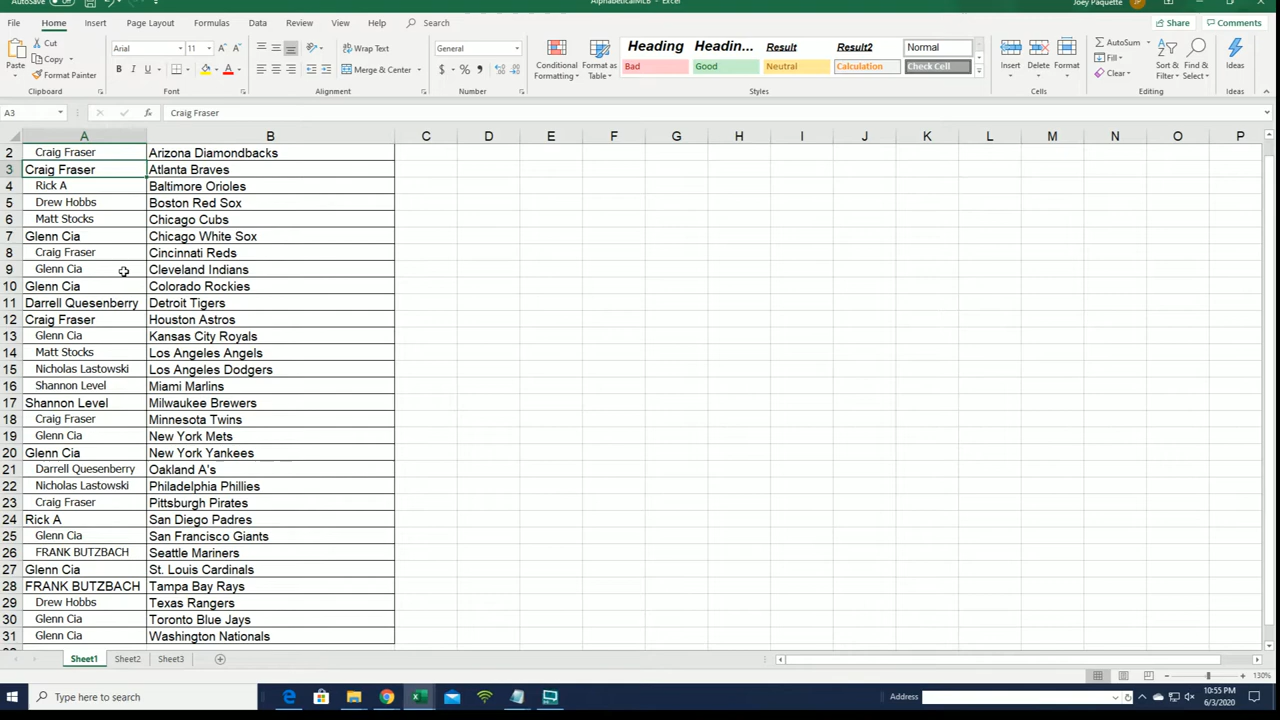 AutoSave Off AlphabeticalMLB - Excel Joey Paquette JP
File Home Insert Page Layout Formulas Data Review View Help Search Share Comments
Paste Cut Copy Format Painter Clipboard
Arial 11 A A B I U A Font
Wrap Text Merge & Center Alignment
General $ % , Number
Conditional Formatting Format as Table
Heading Headin... Result Result2 Normal
Bad Good Neutral Calculation Check Cell
Styles
Insert Delete Format Cells
AutoSum Fill Clear Sort & Filter Find & Select Editing
Ideas Ideas
A3 fx Craig Fraser
A B C D E F G H I J K L M N O P
2 Craig Fraser Arizona Diamondbacks
3 Craig Fraser Atlanta Braves
4 Rick A Baltimore Orioles
5 Drew Hobbs Boston Red Sox
6 Matt Stocks Chicago Cubs
7 Glenn Cia Chicago White Sox
8 Craig Fraser Cincinnati Reds
9 Glenn Cia Cleveland Indians
10 Glenn Cia Colorado Rockies
11 Darrell Quesenberry Detroit Tigers
12 Craig Fraser Houston Astros
13 Glenn Cia Kansas City Royals
14 Matt Stocks Los Angeles Angels
15 Nicholas Lastowski Los Angeles Dodgers
16 Shannon Level Miami Marlins
17 Shannon Level Milwaukee Brewers
18 Craig Fraser Minnesota Twins
19 Glenn Cia New York Mets
20 Glenn Cia New York Yankees
21 Darrell Quesenberry Oakland A's
22 Nicholas Lastowski Philadelphia Phillies
23 Craig Fraser Pittsburgh Pirates
24 Rick A San Diego Padres
25 Glenn Cia San Francisco Giants
26 FRANK BUTZBACH Seattle Mariners
27 Glenn Cia St. Louis Cardinals
28 FRANK BUTZBACH Tampa Bay Rays
29 Drew Hobbs Texas Rangers
30 Glenn Cia Toronto Blue Jays
31 Glenn Cia Washington Nationals
Sheet1 Sheet2 Sheet3
130%
Type here to search Address 10:55 PM
6/3/2020